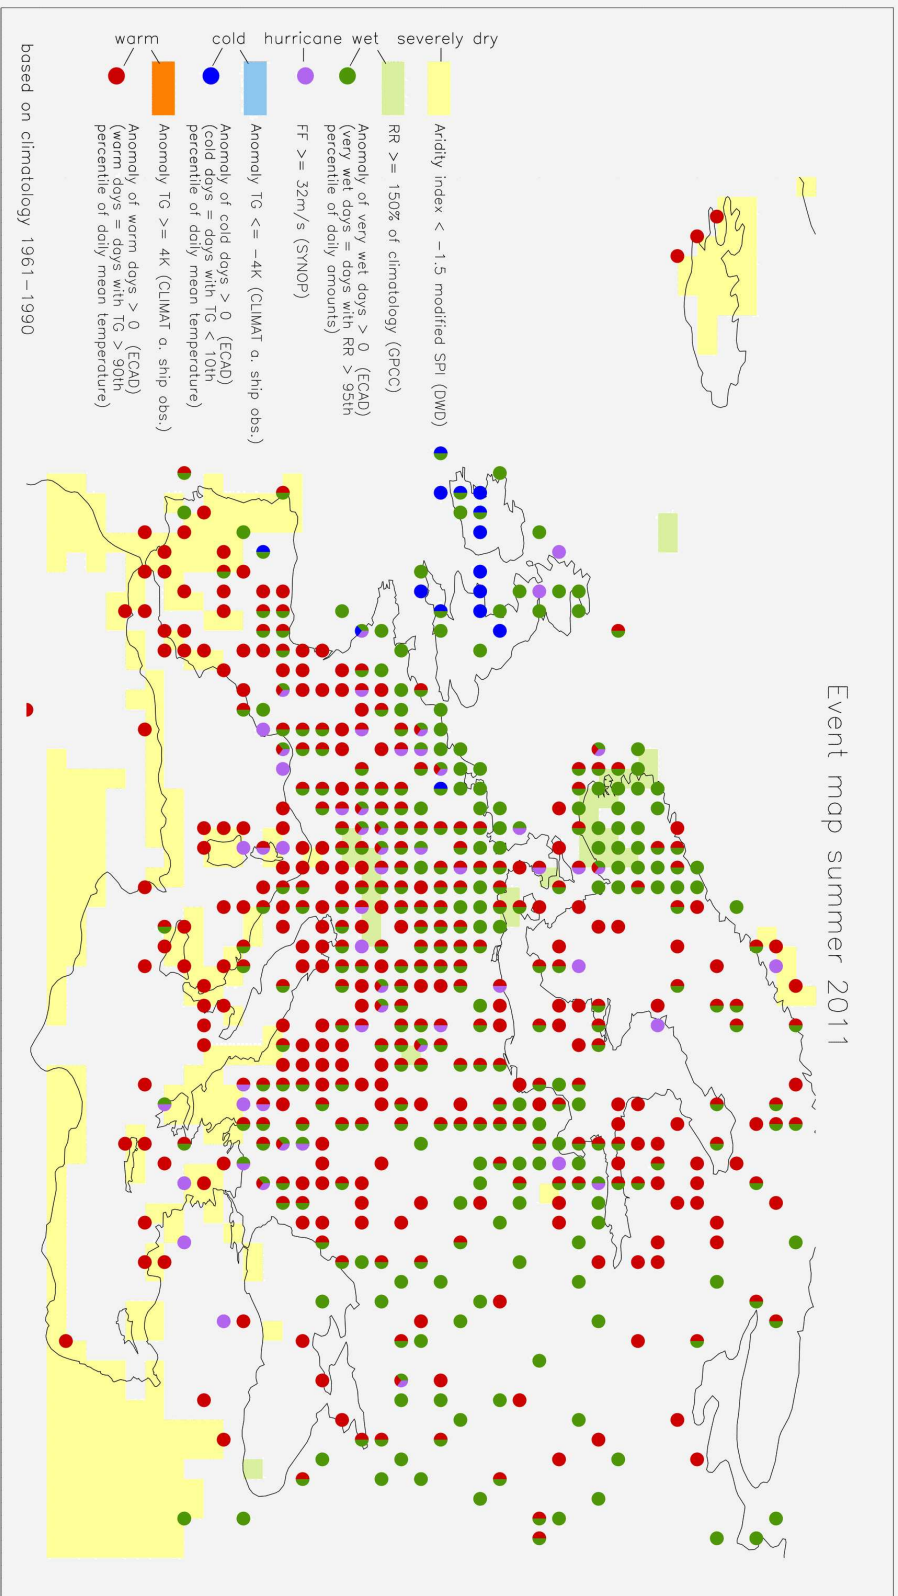 Event map summer 2011
severely dry
wet
hurricane
cold
warm
Aridity index < −1.5 modified SPI (DWD)
RR >= 150% of climatology (GPCC)
Anomaly of very wet days > 0 (ECAD)
(very wet days = days with RR > 95th
percentile of daily amounts)
FF >= 32m/s (SYNOP)
Anomaly TG <= −4K (CLIMAT a. ship obs.)
Anomaly of cold days > 0 (ECAD)
(cold days = days with TG < 10th
percentile of daily mean temperature)
Anomaly TG >= 4K (CLIMAT a. ship obs.)
Anomaly of warm days > 0 (ECAD)
(warm days = days with TG > 90th
percentile of daily mean temperature)
based on climatology 1961−1990